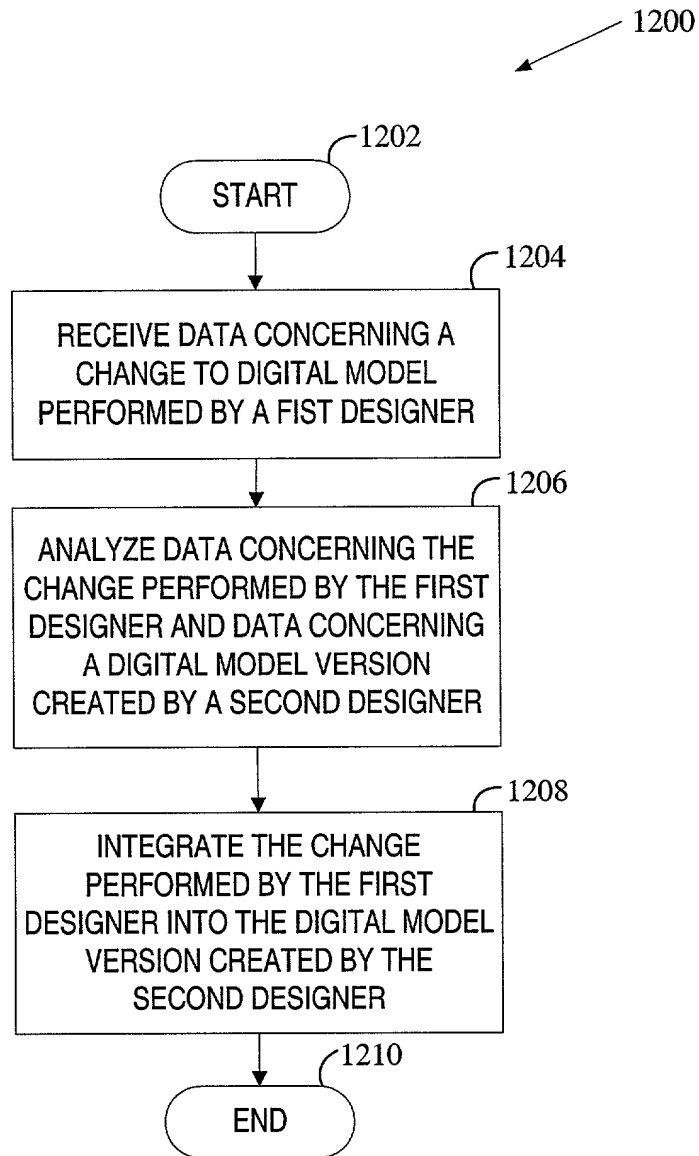 1200
1202
START
1204
RECEIVE DATA CONCERNING A
CHANGE TO DIGITAL MODEL
PERFORMED BY A FIST DESIGNER
1206
ANALYZE DATA CONCERNING THE
CHANGE PERFORMED BY THE FIRST
DESIGNER AND DATA CONCERNING
A DIGITAL MODEL VERSION
CREATED BY A SECOND DESIGNER
1208
INTEGRATE THE CHANGE
PERFORMED BY THE FIRST
DESIGNER INTO THE DIGITAL MODEL
VERSION CREATED BY THE
SECOND DESIGNER
1210
END